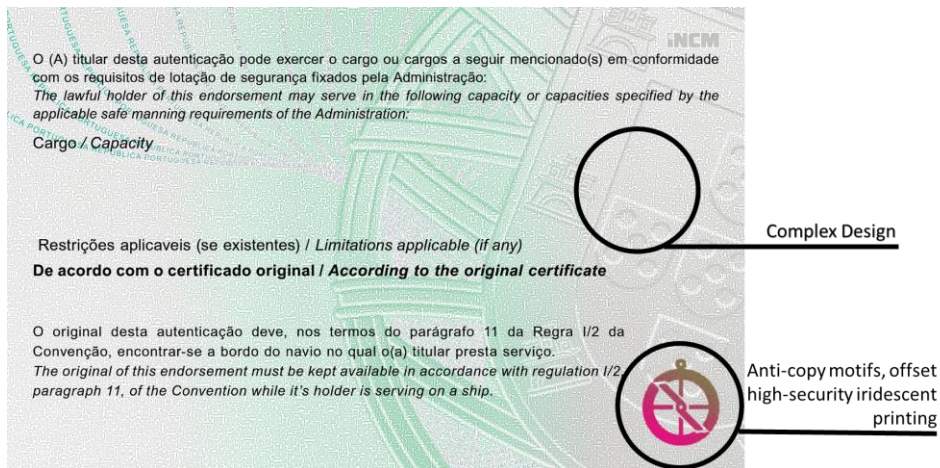 iNCM
O (A) titular desta autenticação pode exercer o cargo ou cargos a seguir mencionado(s) em conformidade
com os requisitos de lotação de segurança fixados pela Administração:
The lawful holder of this endorsement may serve in the following capacity or capacities specified by the
applicable safe manning requirements of the Administration:
Cargo / Capacity
REPÚBLICA PORTUGUESA
Complex Design
Restrições aplicaveis (se existentes) / Limitations applicable (if any)
De acordo com o certificado original / According to the original certificate
O original desta autenticação deve, nos termos do parágrafo 11 da Regra I/2 da
Convenção, encontrar-se a bordo do navio no qual o(a) titular presta serviço.
The original of this endorsement must be kept available in accordance with regulation I/2,
paragraph 11, of the Convention while it's holder is serving on a ship.
Anti-copy motifs, offset
high-security iridescent
printing